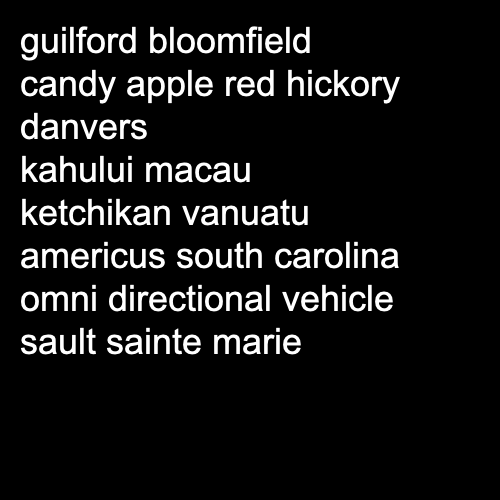 guilford bloomfield
candy apple red hickory
danvers
kahului macau
ketchikan vanuatu
americus south carolina
omni directional vehicle
sault sainte marie